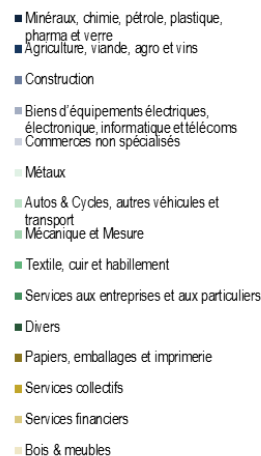 Minéraux, chimie, pétrole, plastique,
pharma et verre
Agriculture, viande, agro et vins
Construction
Biens d'équipements électriques,
électronique, informatique et télécoms
Commerces non spécialisés
Métaux
Autos & Cycles, autres véhicules et
transport
Mécanique et Mesure
Textile, cuir et habillement
Services aux entreprises et aux particuliers
Divers
Papiers, emballages et imprimerie
Services collectifs
Services financiers
Bois & meubles